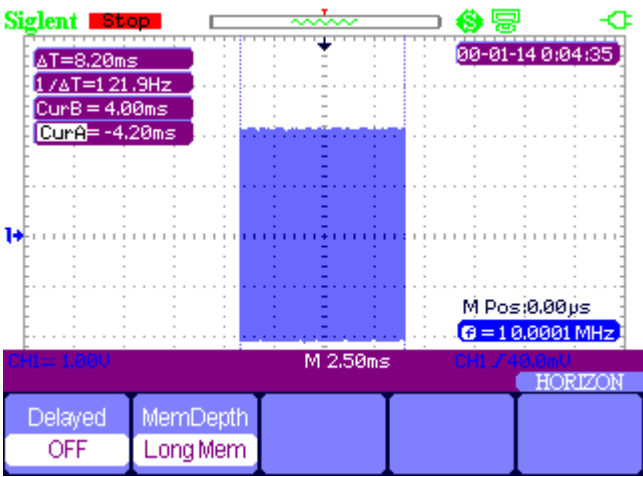 Siglent Stop T
ΔT=8.20ms
1/ΔT=121.9Hz
CurB = 4.00ms
CurA= -4.20ms
00-01-14 0:04:35
1
M Pos:0.00µs
f = 10.0001MHz
CH1 1.00V M 2.50ms CH1 40.0mV
HORIZON
Delayed MemDepth
OFF Long Mem